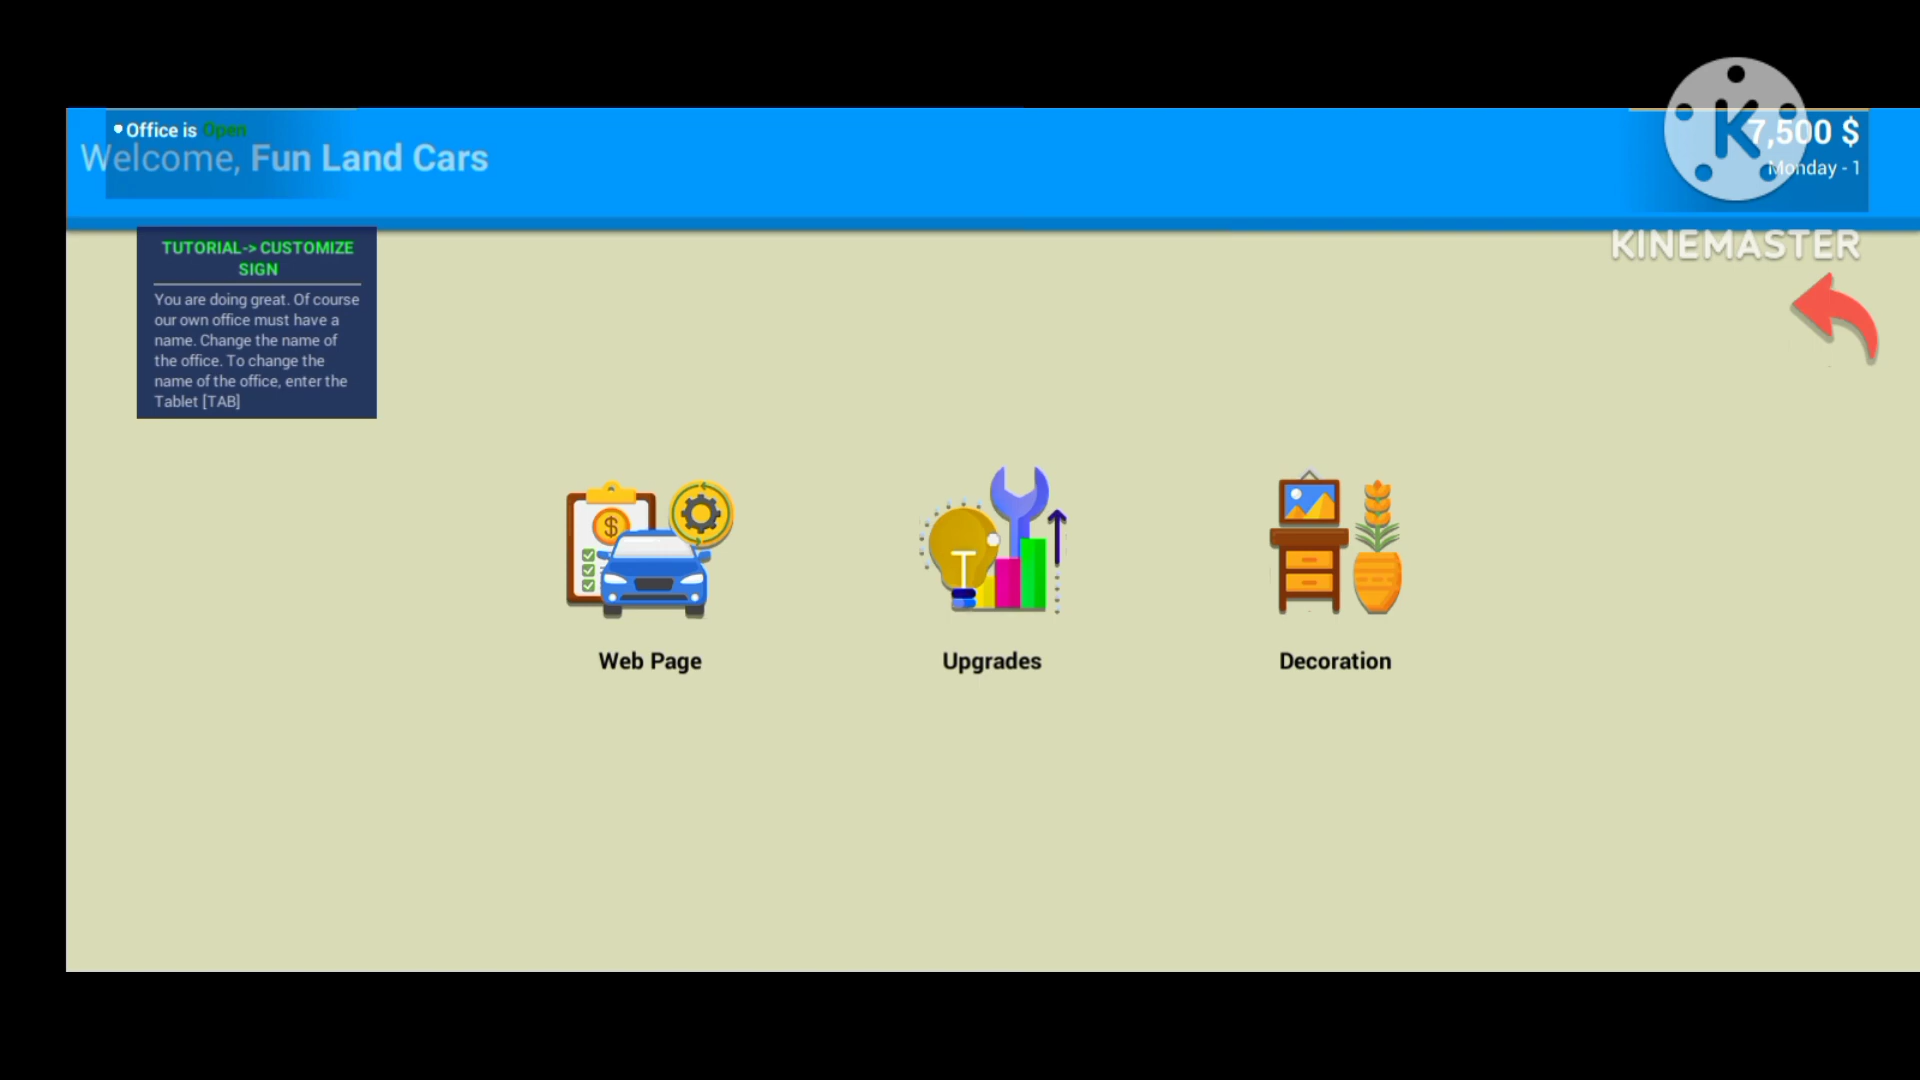 Office is Open
Welcome, Fun Land Cars
7,500 $
Monday - 1
KINEMASTER
TUTORIAL-> CUSTOMIZE
SIGN
You are doing great. Of course
our own office must have a
name. Change the name of
the office. To change the
name of the office, enter the
Tablet [TAB]
Web Page
Upgrades
Decoration